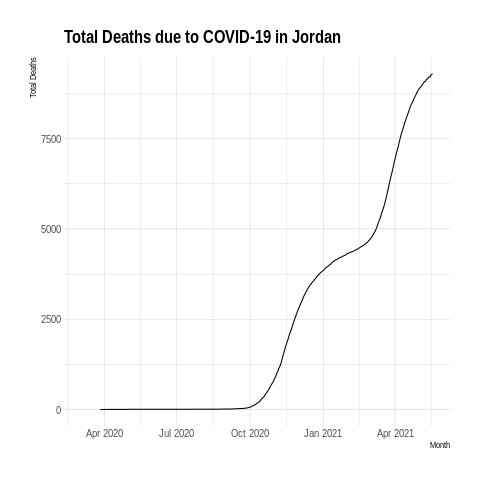 Total Deaths due to COVID-19 in Jordan
Total Deaths
7500
5000
2500
0
Apr 2020 Jul 2020 Oct 2020 Jan 2021 Apr 2021
Month